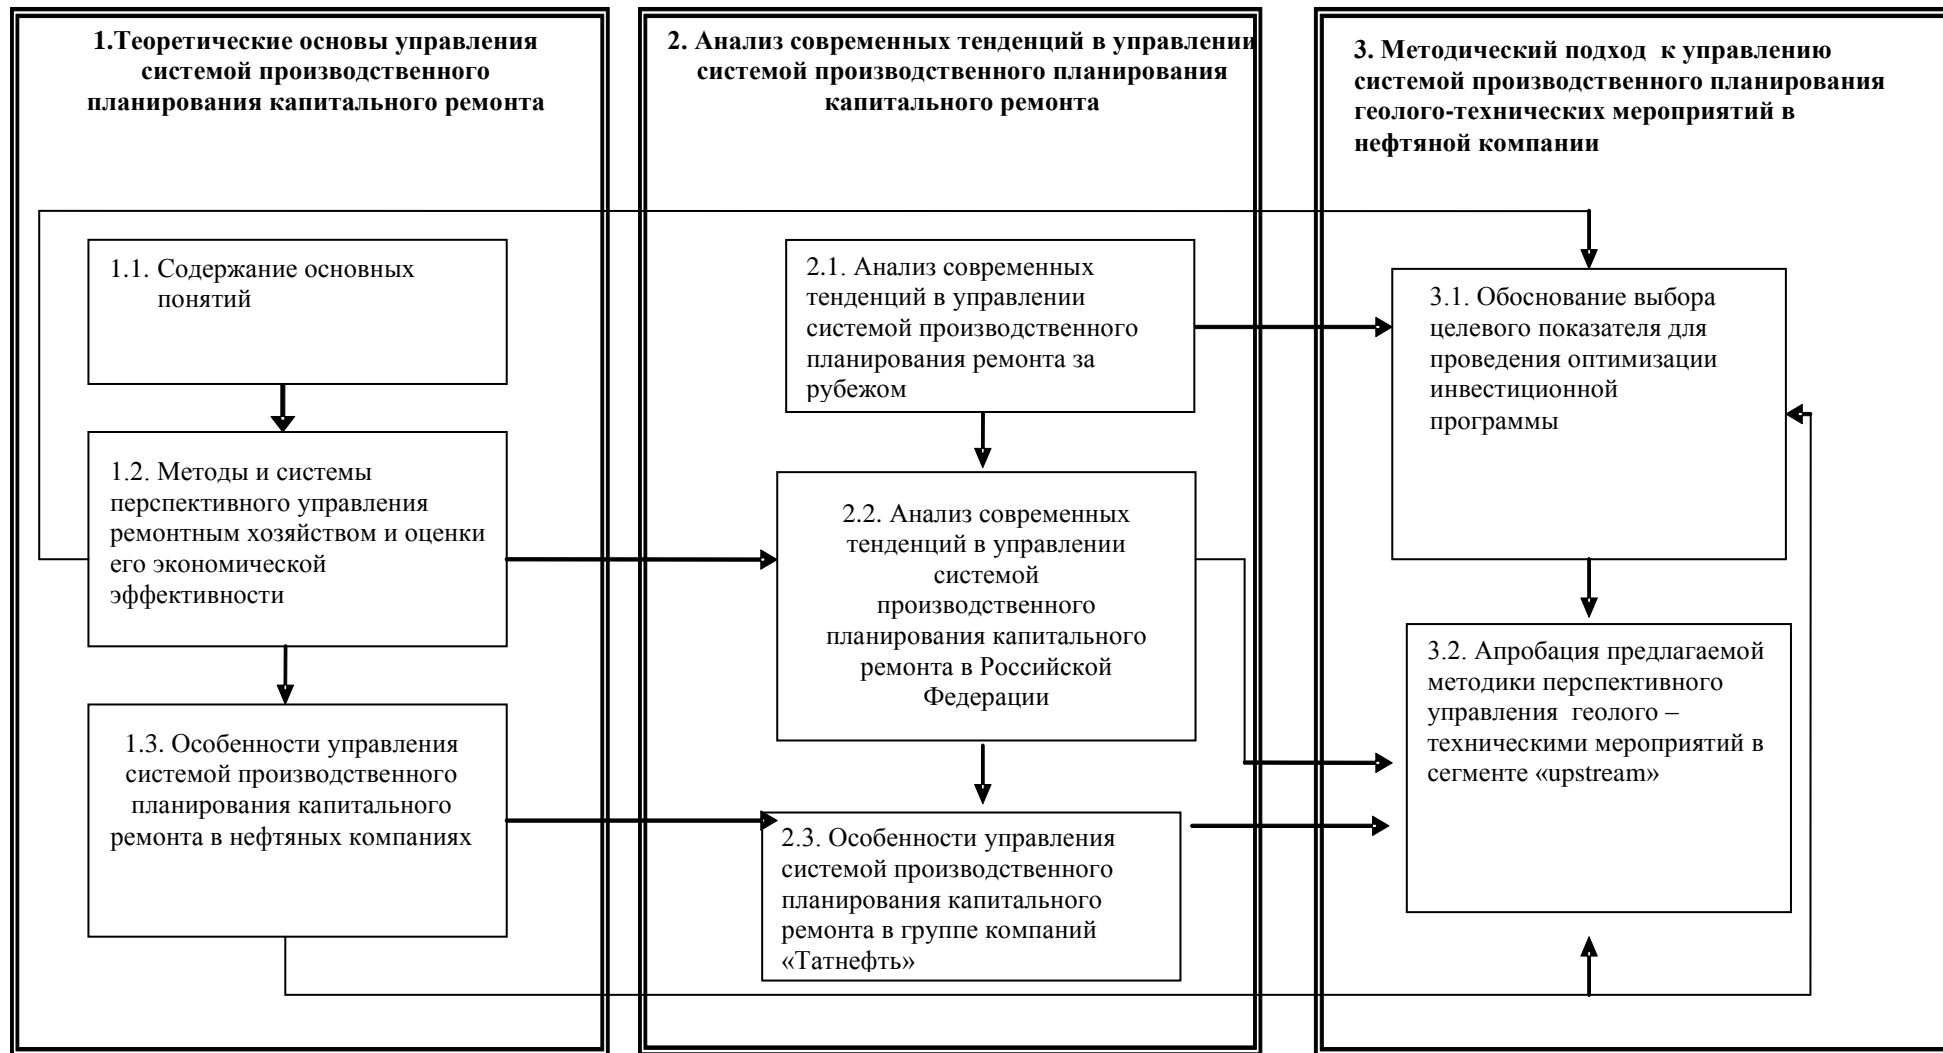 1.Теоретические основы управления
системой производственного
планирования капитального ремонта
1.1. Содержание основных
понятий
1.2. Методы и системы
перспективного управления
ремонтным хозяйством и оценки
его экономической
эффективности
1.3. Особенности управления
системой производственного
планирования капитального
ремонта в нефтяных компаниях
2. Анализ современных тенденций в управлении
системой производственного планирования
капитального ремонта
2.1. Анализ современных
тенденций в управлении
системой производственного
планирования ремонта за
рубежом
2.2. Анализ современных
тенденций в управлении
системой
производственного
планирования капитального
ремонта в Российской
Федерации
2.3. Особенности управления
системой производственного
планирования капитального
ремонта в группе компаний
«Татнефть»
3. Методический подход к управлению
системой производственного планирования
геолого-технических мероприятий в
нефтяной компании
3.1. Обоснование выбора
целевого показателя для
проведения оптимизации
инвестиционной
программы
3.2. Апробация предлагаемой
методики перспективного
управления геолого –
техническими мероприятий в
сегменте «upstream»